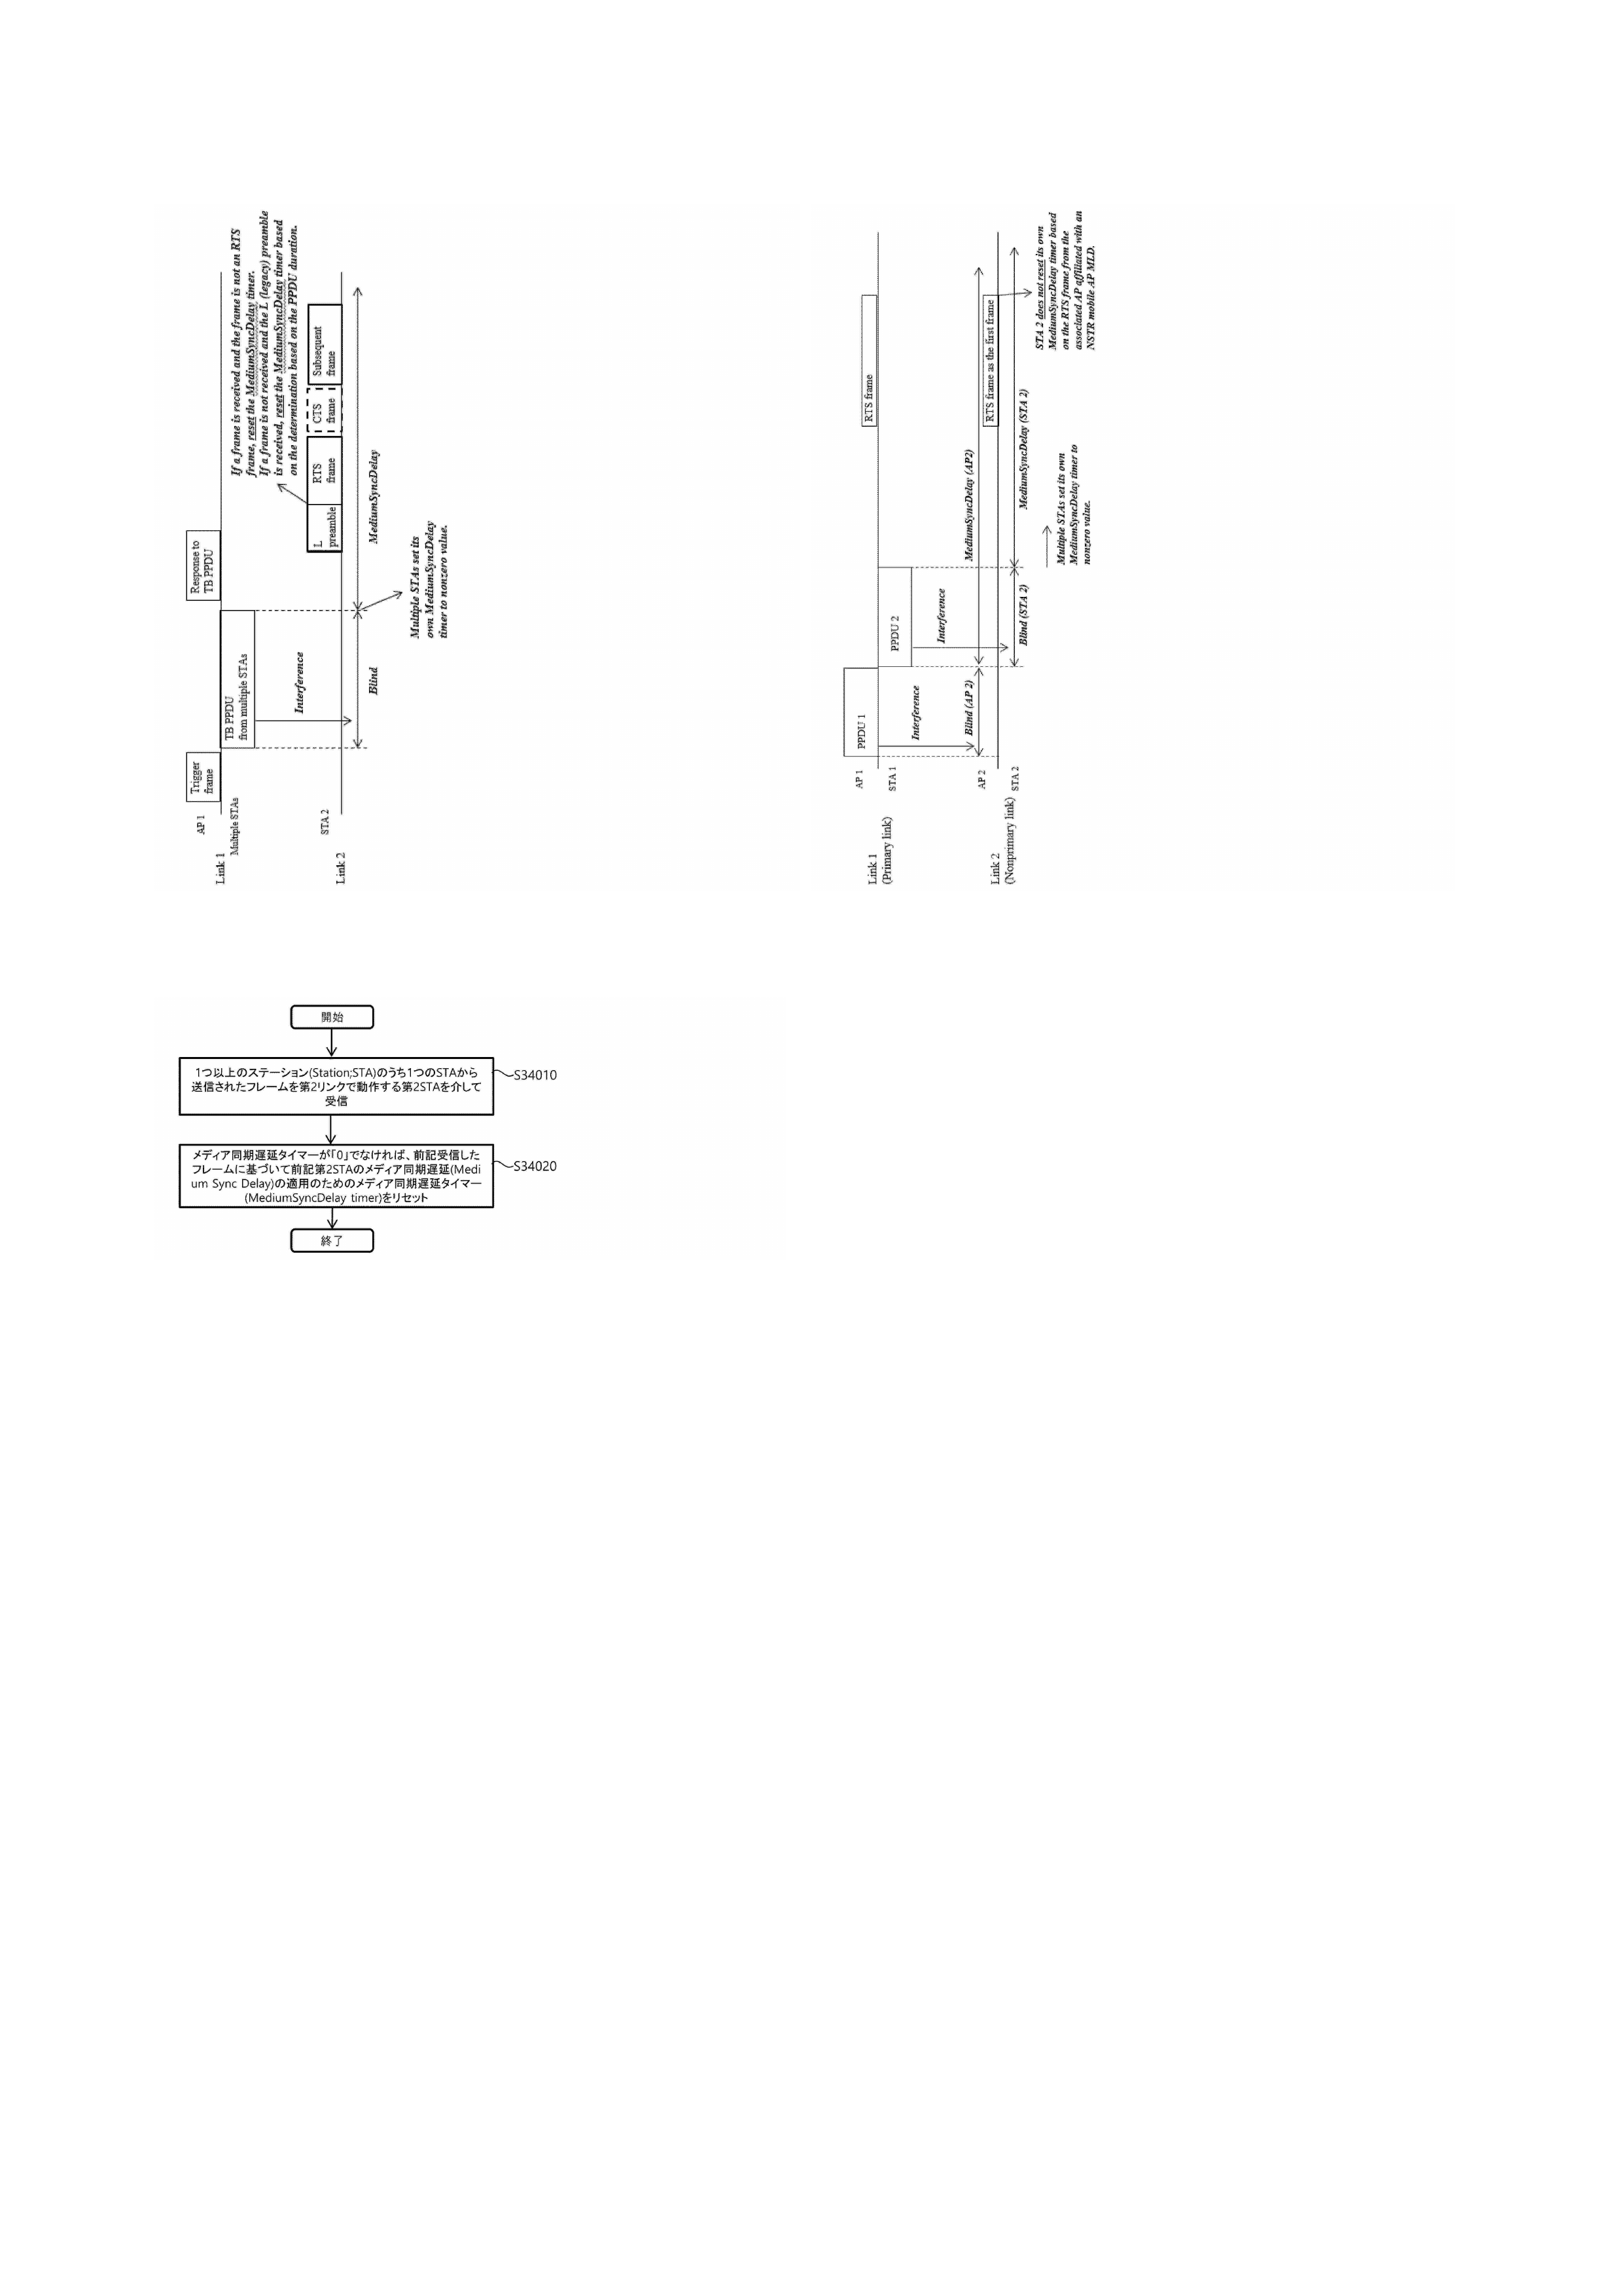 Link 1
AP 1
Multiple STAs
Trigger
frame
TB PPDU
from multiple STAs
Response to
TB PPDU
If a frame is received and the frame is not an RTS
frame, reset the MediumSyncDelay timer.
If a frame is not received and the L (legacy) preamble
is received, reset the MediumSyncDelay timer based
on the determination based on the PPDU duration.
Interference
Link 2
STA 2
L
preamble
RTS
frame
CTS
frame
Subsequent
frame
Blind
MediumSyncDelay
Multiple STAs set its
own MediumSyncDelay
timer to nonzero value.
Link 1
(Primary link)
AP 1
STA 1
PPDU 1
PPDU 2
RTS frame
Interference
Interference
Link 2
(Nonprimary link)
AP 2
STA 2
Blind (AP 2)
MediumSyncDelay (AP2)
RTS frame as the first frame
Blind (STA 2)
MediumSyncDelay (STA 2)
STA 2 does not reset its own
MediumSyncDelay timer based
on the RTS frame from the
associated AP affiliated with an
NSTR mobile AP MLD.
Multiple STAs set its own
MediumSyncDelay timer to
nonzero value.
開始
1つ以上のステーション(Station;STA)のうち1つのSTAから
送信されたフレームを第2リンクで動作する第2STAを介して
受信
S34010
メディア同期遅延タイマーが「0」でなければ、前記受信した
フレームに基づいて前記第2STAのメディア同期遅延(Medi
um Sync Delay)の適用のためのメディア同期遅延タイマー
(MediumSyncDelay timer)をリセット
S34020
終了